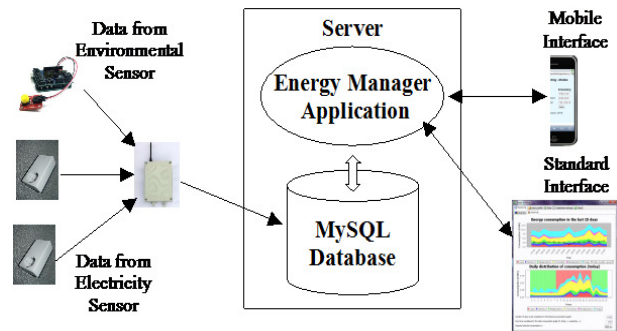 Data from
Environmental
Sensor
Data from
Electricity
Sensor
Server
Energy Manager
Application
MySQL
Database
Mobile
Interface
Standard
Interface
Energy consumption in the last 20 days
Daily distribution of consumption (today)